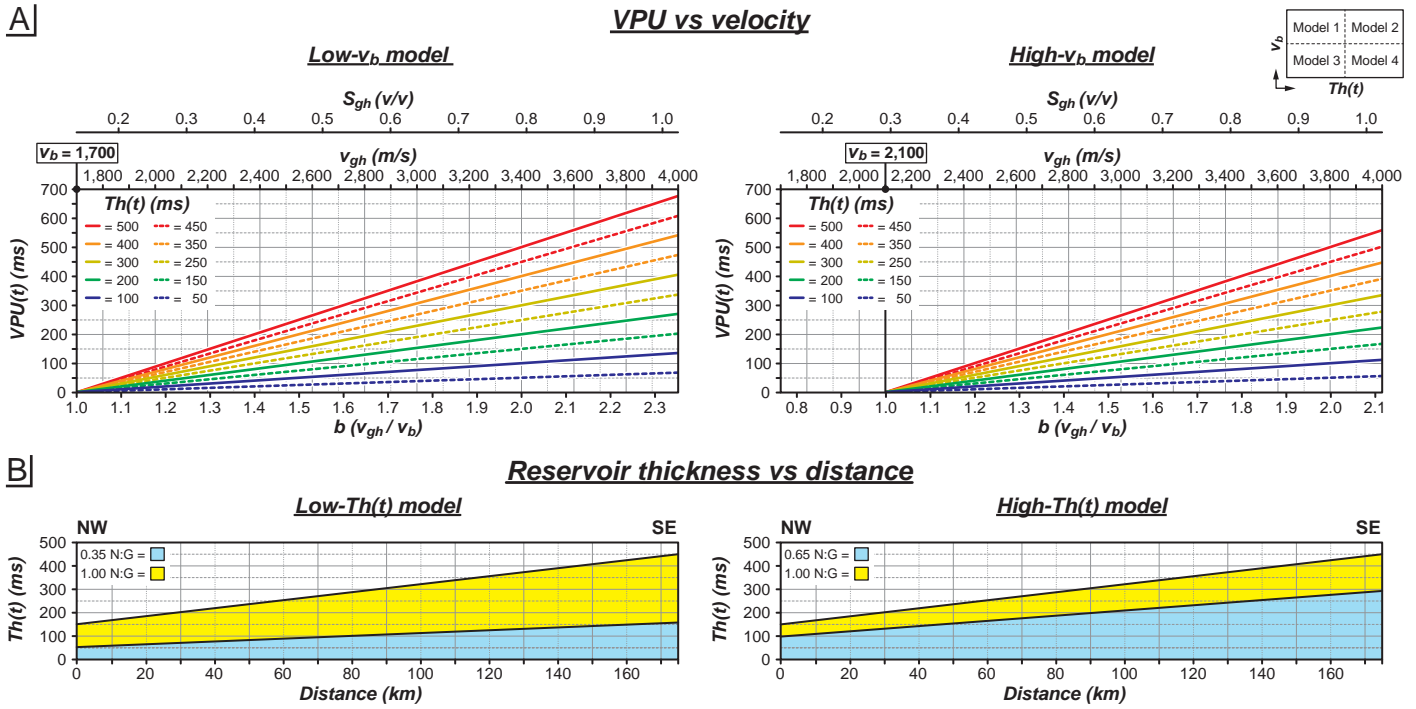 A
VPU vs velocity
Model 1 Model 2
Model 3 Model 4
v_b
Th(t)
Low-v_b model
S_gh (v/v)
0.2 0.3 0.4 0.5 0.6 0.7 0.8 0.9 1.0
v_b = 1,700
v_gh (m/s)
1,800 2,000 2,200 2,400 2,600 2,800 3,000 3,200 3,400 3,600 3,800 4,000
700
600
500
400
300
200
100
0
VPU(t) (ms)
Th(t) (ms)
= 500 = 450
= 400 = 350
= 300 = 250
= 200 = 150
= 100 = 50
1.0 1.1 1.2 1.3 1.4 1.5 1.6 1.7 1.8 1.9 2.0 2.1 2.2 2.3
b (v_gh / v_b)
High-v_b model
S_gh (v/v)
0.2 0.3 0.4 0.5 0.6 0.7 0.8 0.9 1.0
v_b = 2,100
v_gh (m/s)
1,800 2,000 2,200 2,400 2,600 2,800 3,000 3,200 3,400 3,600 3,800 4,000
700
600
500
400
300
200
100
0
VPU(t) (ms)
Th(t) (ms)
= 500 = 450
= 400 = 350
= 300 = 250
= 200 = 150
= 100 = 50
0.8 0.9 1.0 1.1 1.2 1.3 1.4 1.5 1.6 1.7 1.8 1.9 2.0 2.1
b (v_gh / v_b)
B
Reservoir thickness vs distance
Low-Th(t) model
NW SE
500
400
300
200
100
0
Th(t) (ms)
0.35 N:G =
1.00 N:G =
0 20 40 60 80 100 120 140 160
Distance (km)
High-Th(t) model
NW SE
500
400
300
200
100
0
Th(t) (ms)
0.65 N:G =
1.00 N:G =
0 20 40 60 80 100 120 140 160
Distance (km)